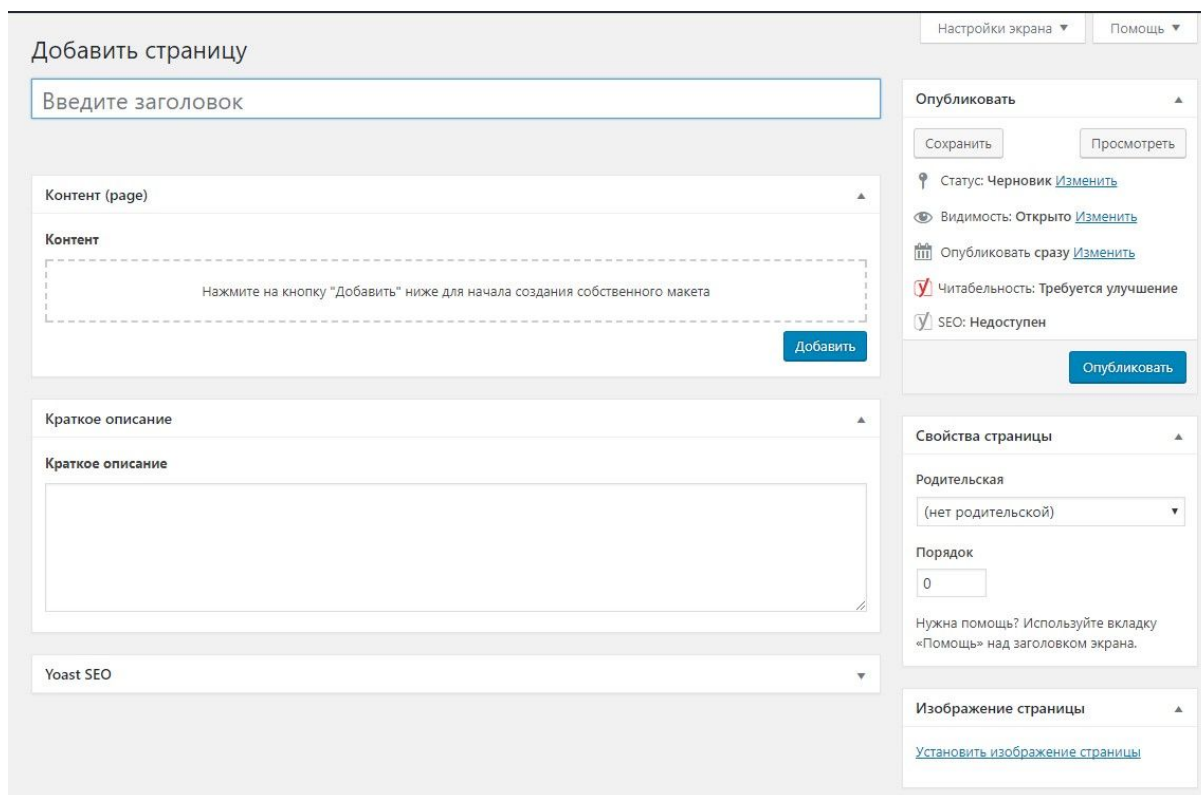 Настройки экрана ▼
Помощь ▼
Добавить страницу
Введите заголовок
Контент (page)
Контент
Нажмите на кнопку "Добавить" ниже для начала создания собственного макета
Добавить
Краткое описание
Краткое описание
Yoast SEO
Опубликовать
Сохранить
Просмотреть
Статус: Черновик Изменить
Видимость: Открыто Изменить
Опубликовать сразу Изменить
Читабельность: Требуется улучшение
SEO: Недоступен
Опубликовать
Свойства страницы
Родительская
(нет родительской)
Порядок
0
Нужна помощь? Используйте вкладку
«Помощь» над заголовком экрана.
Изображение страницы
Установить изображение страницы